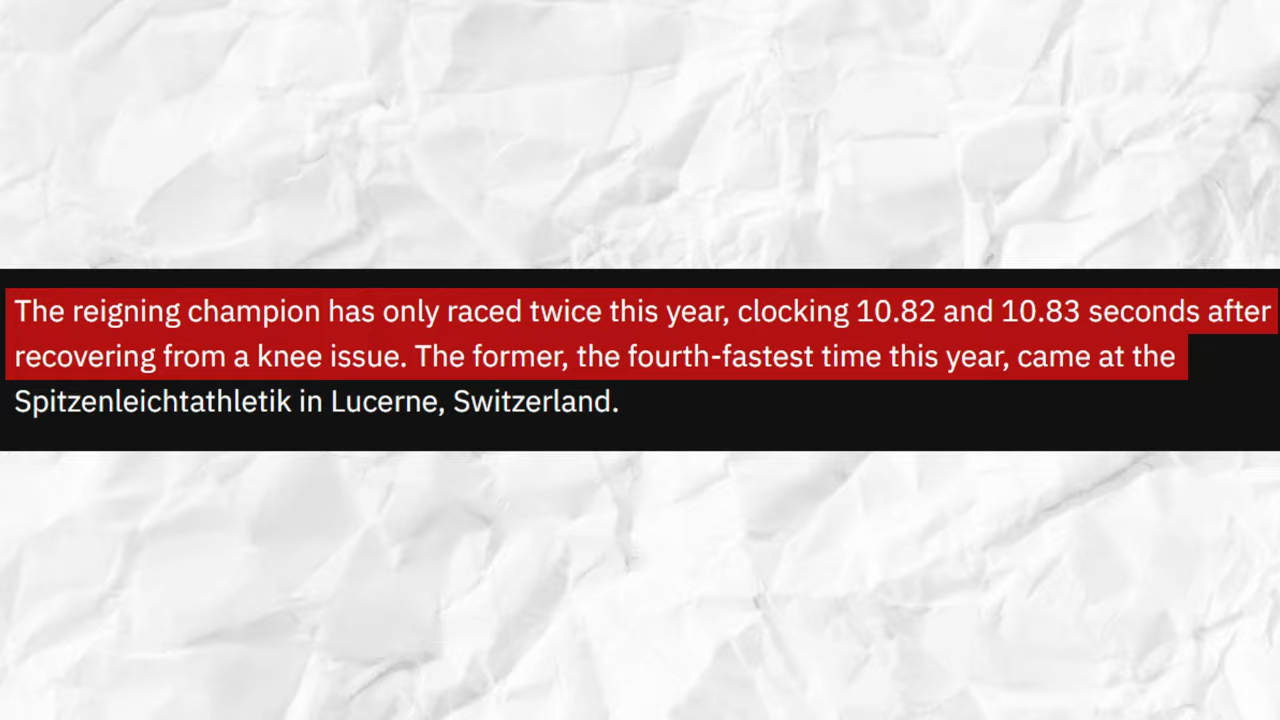 The reigning champion has only raced twice this year, clocking 10.82 and 10.83 seconds after
recovering from a knee issue. The former, the fourth-fastest time this year, came at the
Spitzenleichtathletik in Lucerne, Switzerland.